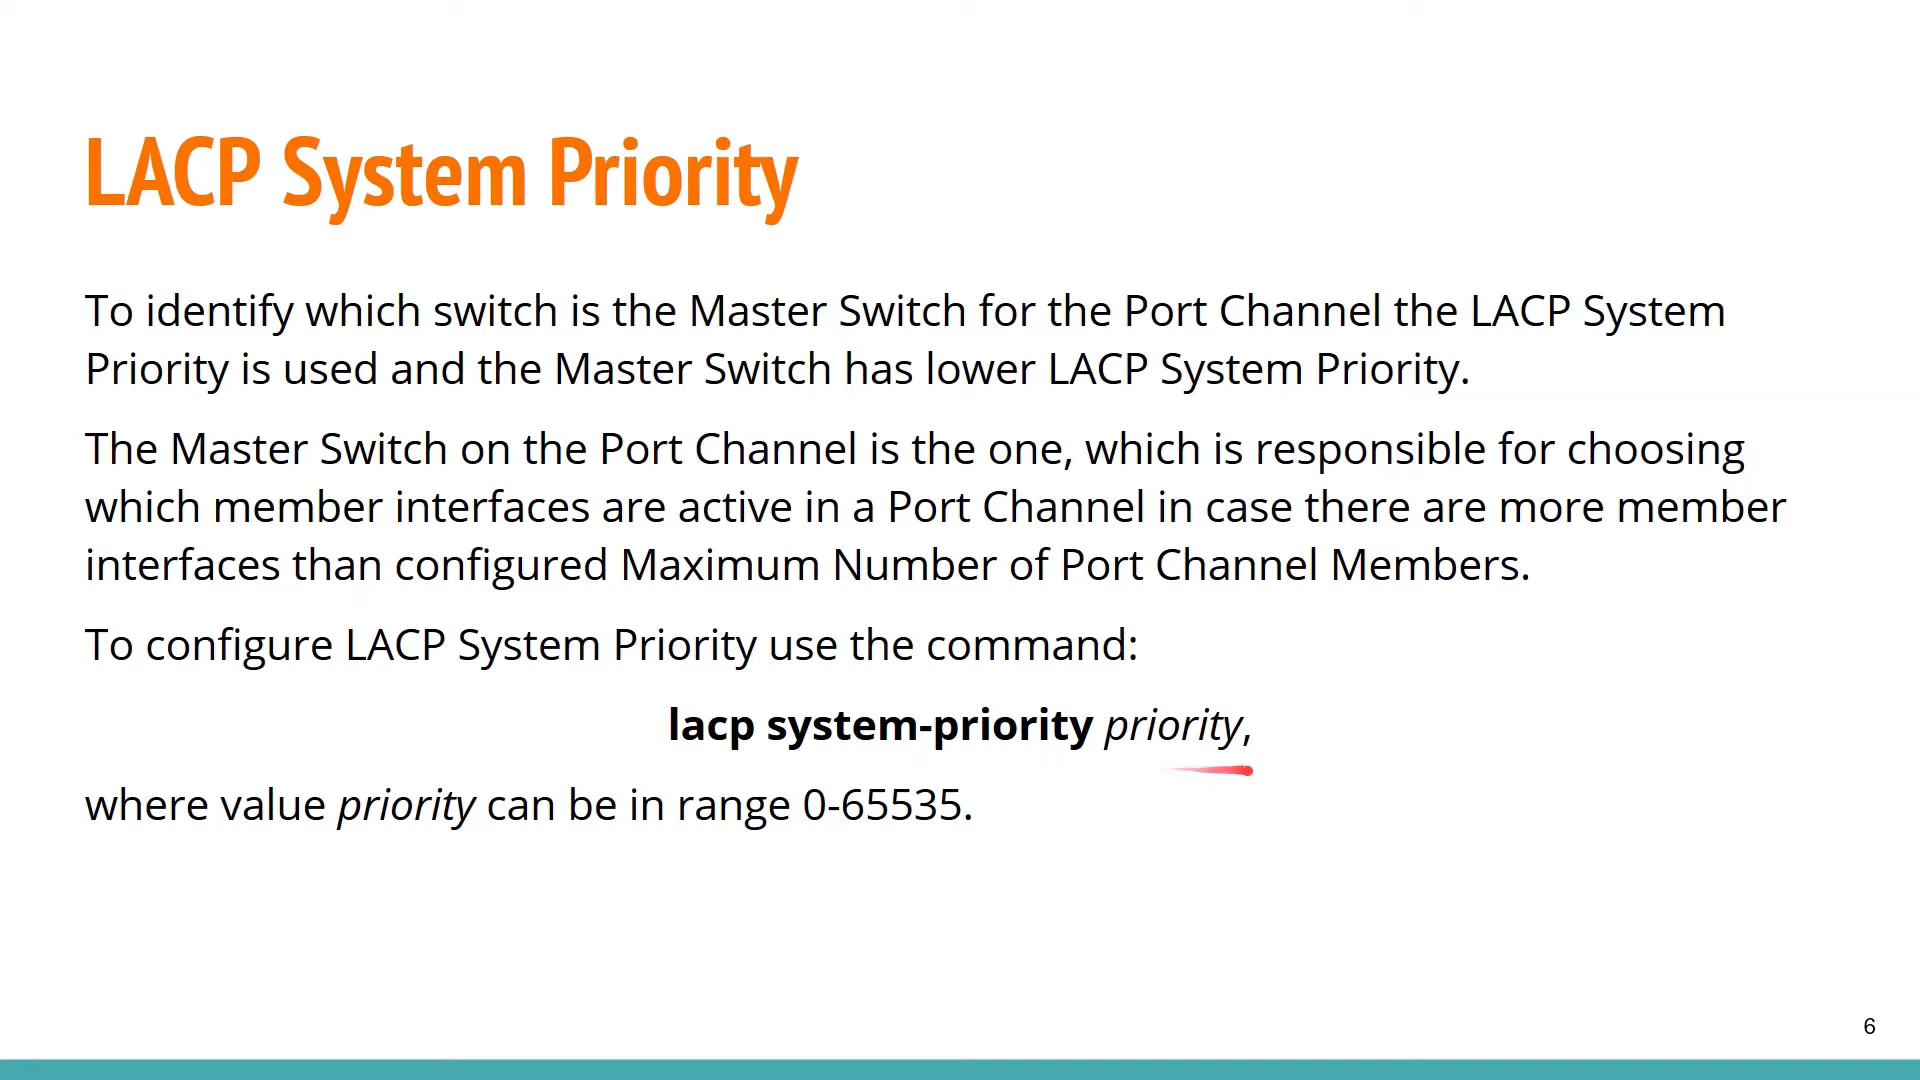 LACP System Priority
To identify which switch is the Master Switch for the Port Channel the LACP System
Priority is used and the Master Switch has lower LACP System Priority.
The Master Switch on the Port Channel is the one, which is responsible for choosing
which member interfaces are active in a Port Channel in case there are more member
interfaces than configured Maximum Number of Port Channel Members.
To configure LACP System Priority use the command:
lacp system-priority priority,
where value priority can be in range 0-65535.
6